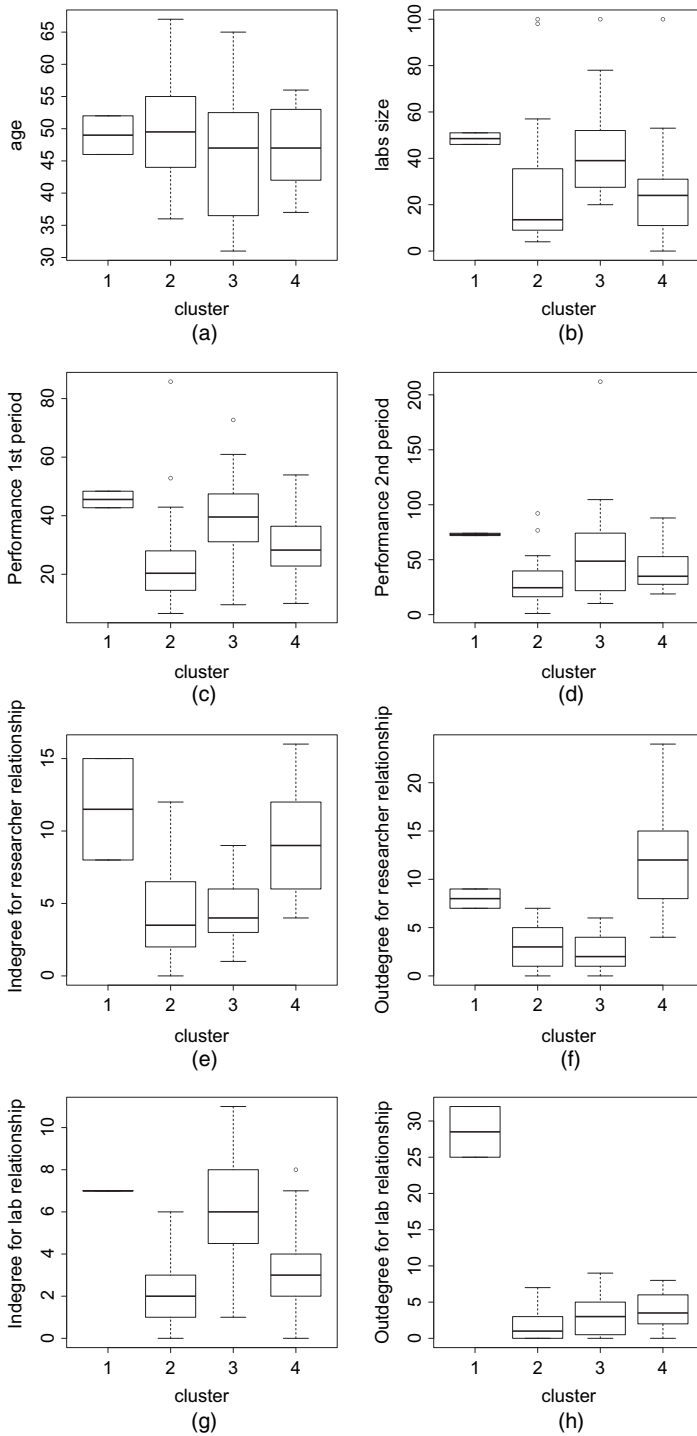 age
30 35 40 45 50 55 60 65
1 2 3 4
cluster
(a)
labs size
0 20 40 60 80 100
1 2 3 4
cluster
(b)
Performance 1st period
20 40 60 80
1 2 3 4
cluster
(c)
Performance 2nd period
0 50 100 150 200
1 2 3 4
cluster
(d)
Indegree for researcher relationship
0 5 10 15
1 2 3 4
cluster
(e)
Outdegree for researcher relationship
0 5 10 15 20
1 2 3 4
cluster
(f)
Indegree for lab relationship
0 2 4 6 8 10
1 2 3 4
cluster
(g)
Outdegree for lab relationship
0 5 10 15 20 25 30
1 2 3 4
cluster
(h)